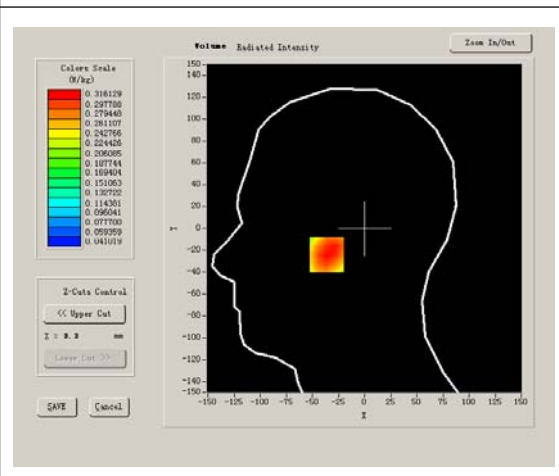 Volume Radiated Intensity
Zoom In/Out
Colors Scale
(W/kg)
0.316129
0.297788
0.279448
0.261107
0.242766
0.224426
0.206085
0.187744
0.169404
0.151063
0.132722
0.114381
0.096041
0.077700
0.059359
0.041019
Z-Cuts Control
<< Upper Cut
mm
Lower Cut >>
SAVE
Cancel
150
140
120
100
80
60
40
20
0
-20
-40
-60
-80
-100
-120
-140
-150
Y
-150 -125 -100 -75 -50 -25 0 25 50 75 100 125 150
X